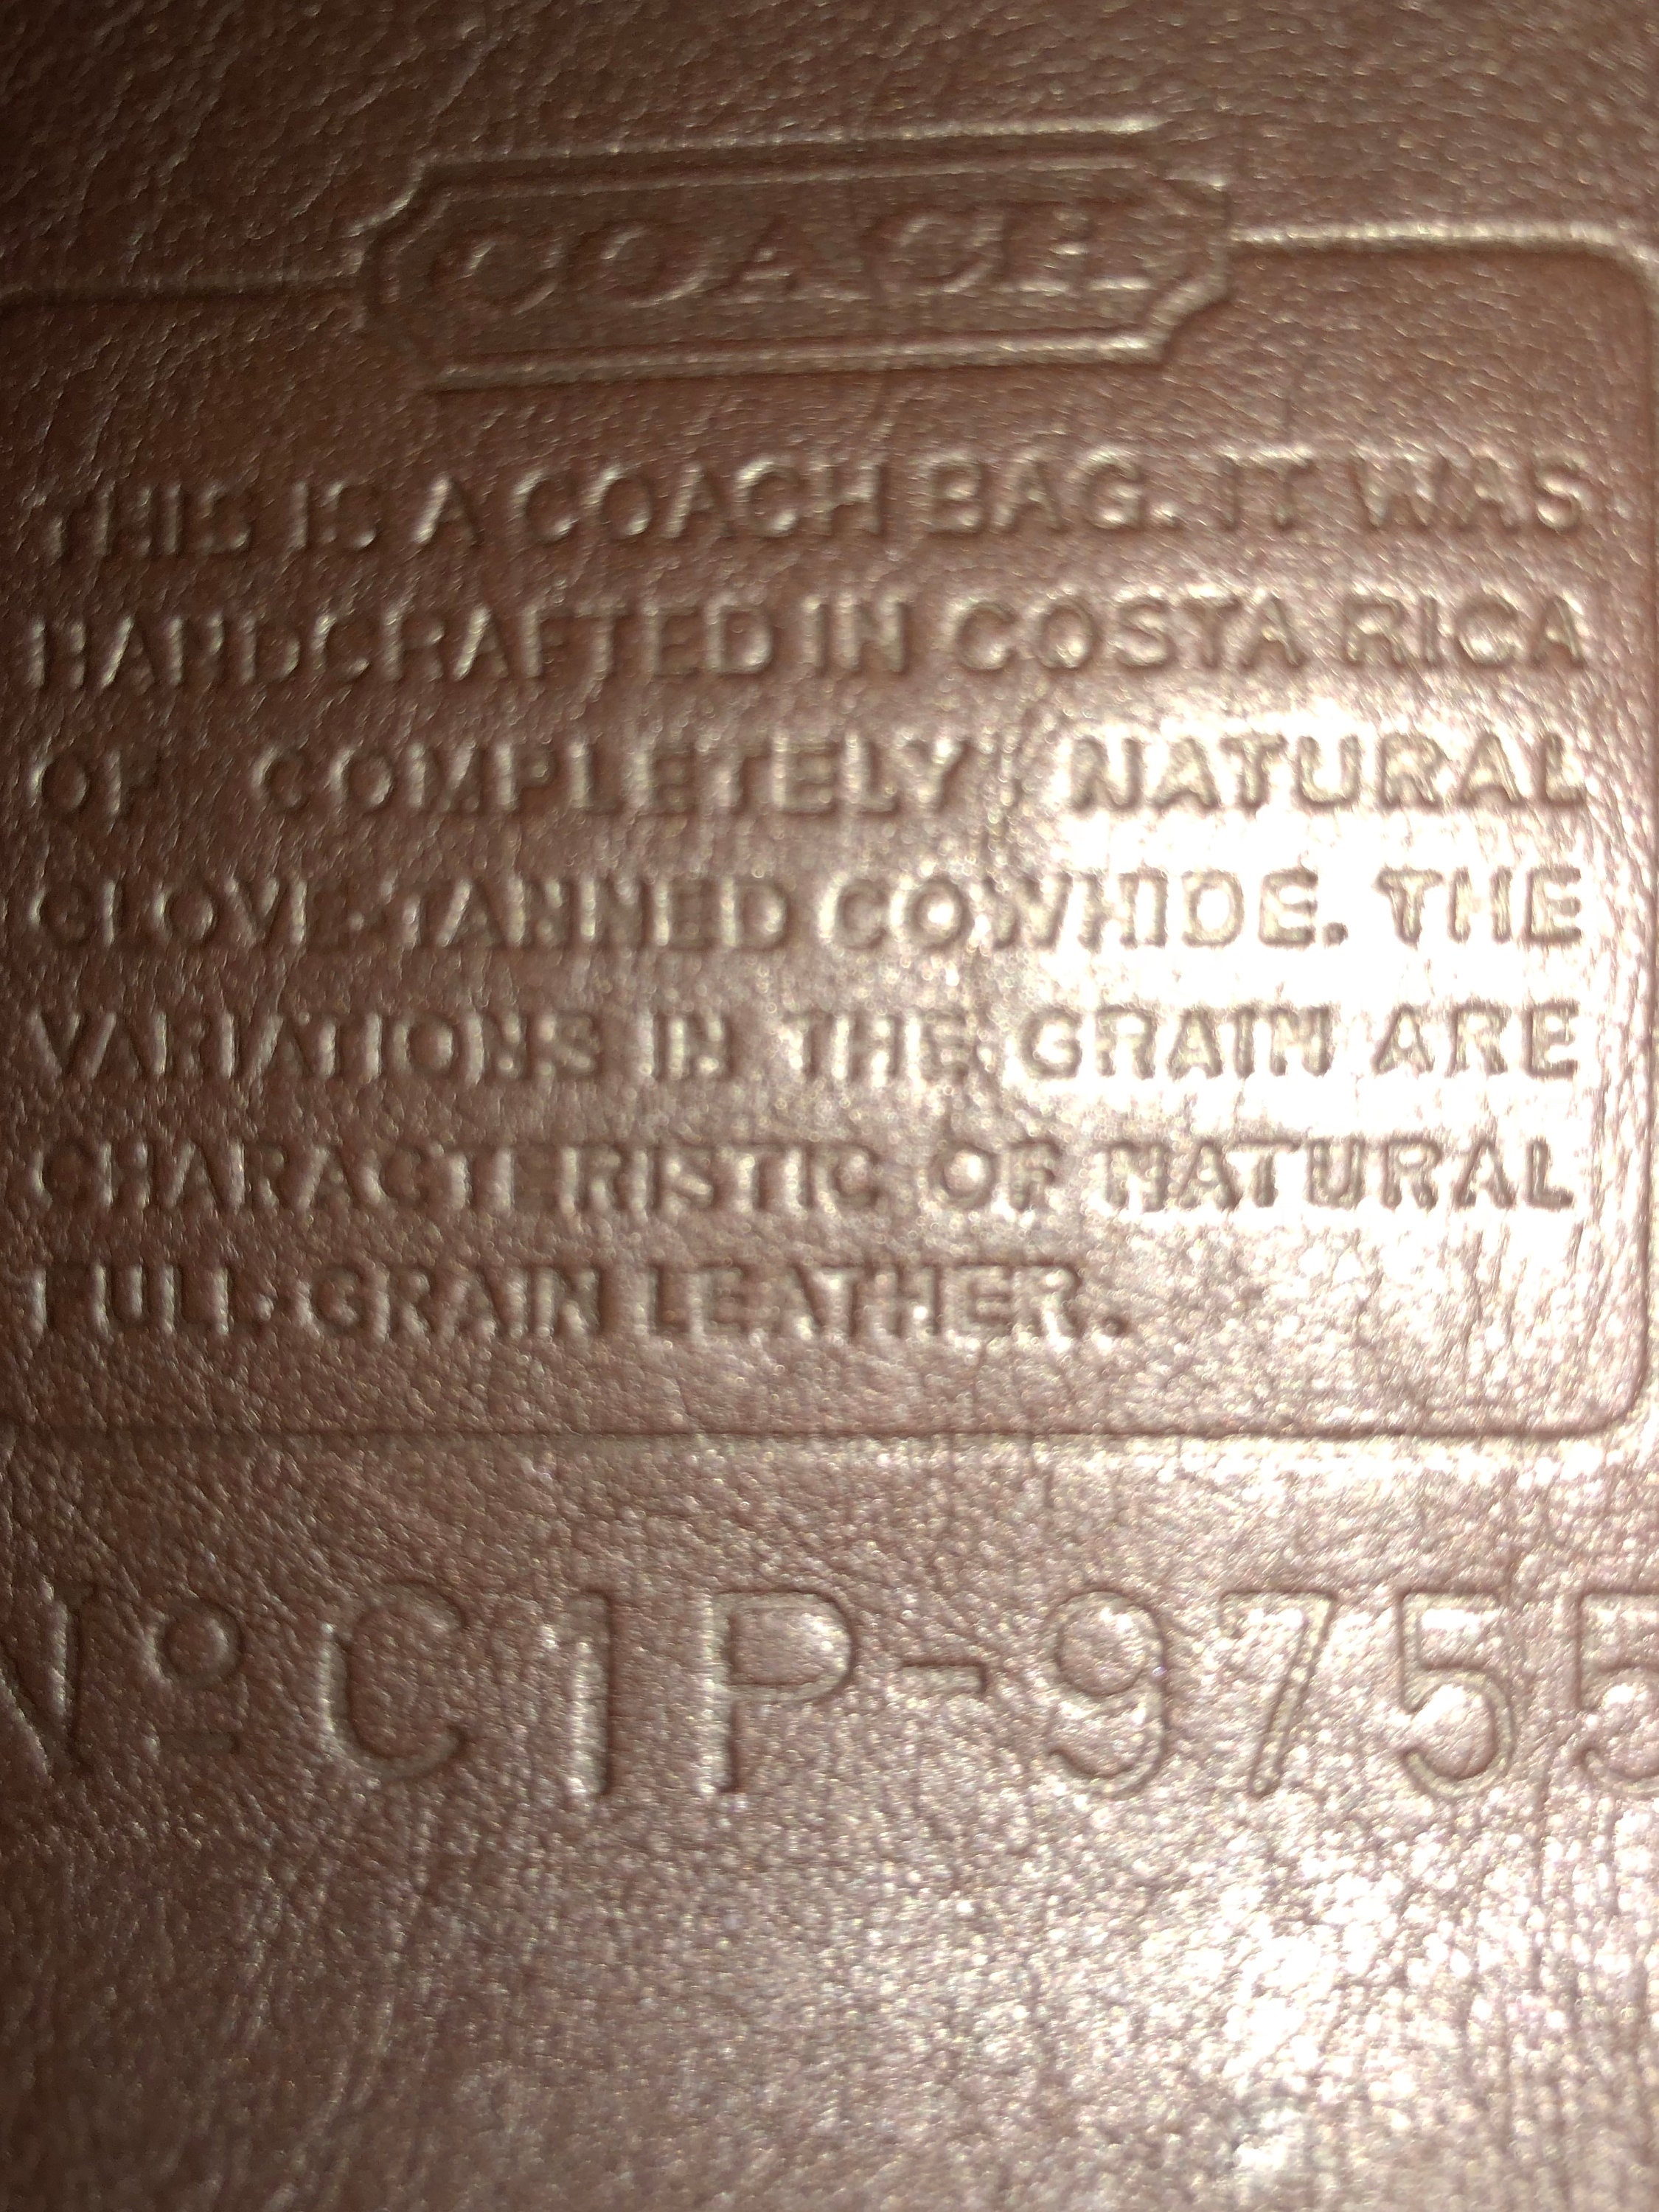 COACH
THIS IS A COACH BAG. IT WAS
HANDCRAFTED IN COSTA RICA
OF COMPLETELY NATURAL
GLOVE-TANNED COWHIDE. THE
VARIATIONS IN THE GRAIN ARE
CHARACTERISTIC OF NATURAL
FULL-GRAIN LEATHER.
Nº C1P-9755